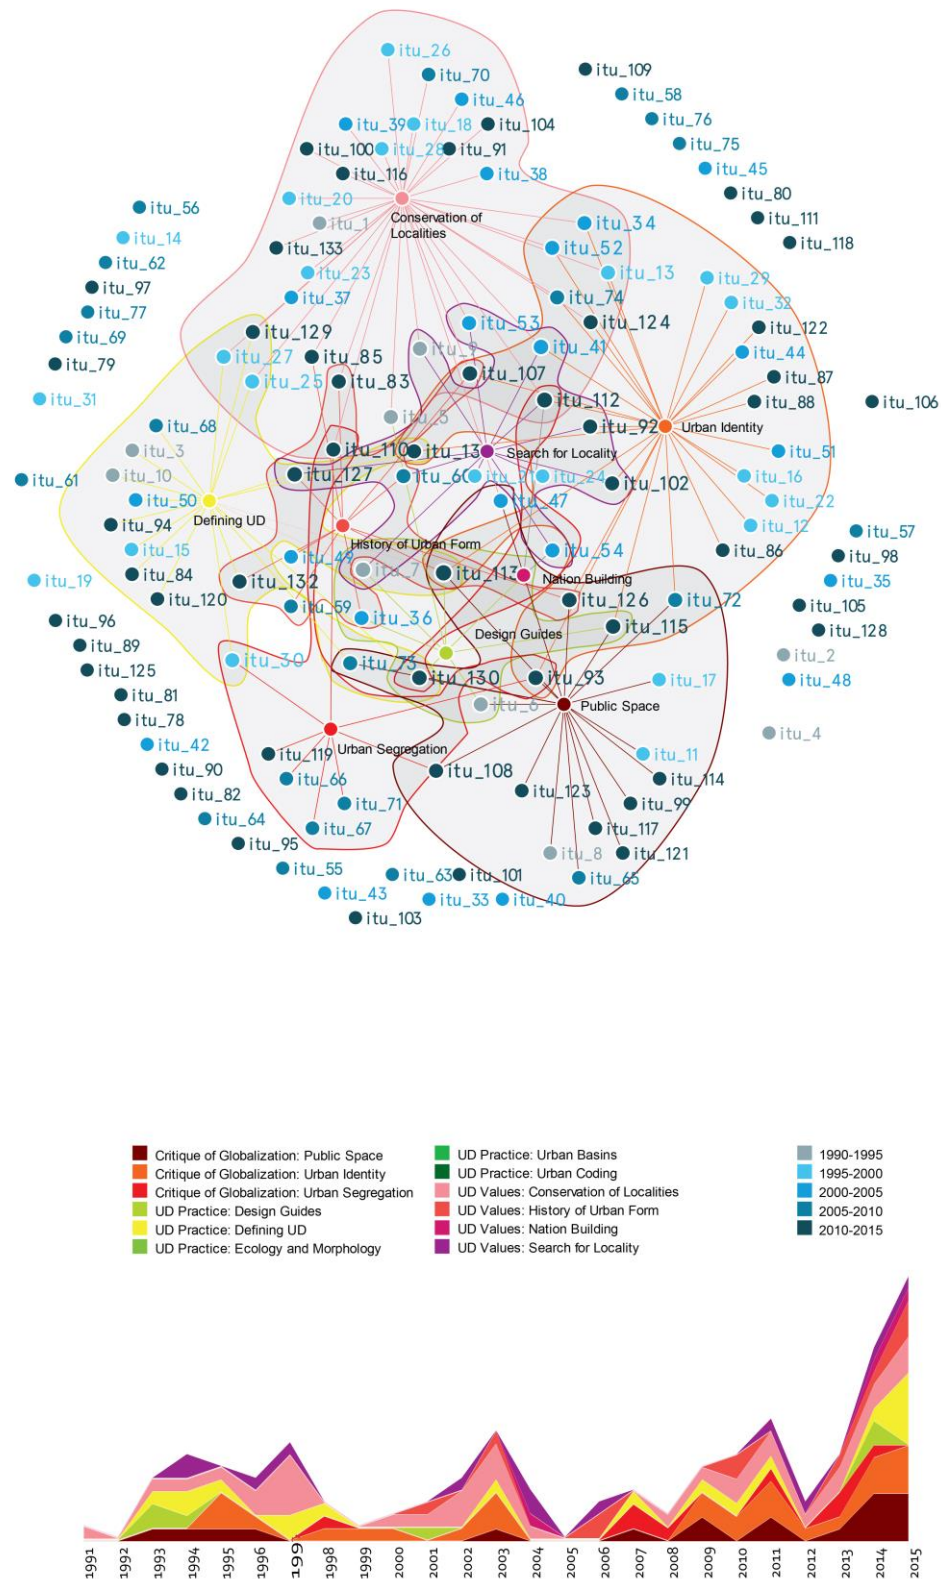 itu_26
itu_70
itu_109
itu_58
itu_46
itu_76
itu_39
itu_18
itu_104
itu_75
itu_100
itu_28
itu_91
itu_45
itu_116
itu_38
itu_80
itu_20
itu_56
itu_1
Conservation of
Localities
itu_34
itu_111
itu_14
itu_133
itu_52
itu_118
itu_62
itu_23
itu_13
itu_29
itu_97
itu_37
itu_74
itu_32
itu_77
itu_53
itu_124
itu_122
itu_69
itu_129
itu_9
itu_41
itu_44
itu_79
itu_27
itu_85
itu_107
itu_87
itu_25
itu_83
itu_31
itu_112
itu_88
itu_106
itu_68
itu_5
itu_92
Urban Identity
itu_3
itu_110
itu_13
Search for Locality
itu_51
itu_61
itu_10
itu_127
itu_60
itu_24
itu_102
itu_16
itu_50
Defining UD
itu_47
itu_22
itu_94
History of Urban Form
itu_12
itu_57
itu_15
itu_49
itu_54
itu_86
itu_98
itu_19
itu_84
itu_132
itu_7
itu_113
Nation Building
itu_35
itu_120
itu_59
itu_126
itu_72
itu_105
itu_96
itu_36
Design Guides
itu_115
itu_128
itu_89
itu_30
itu_73
itu_2
itu_125
itu_130
itu_93
itu_17
itu_48
itu_81
itu_6
Public Space
itu_78
Urban Segregation
itu_4
itu_42
itu_119
itu_11
itu_90
itu_66
itu_108
itu_114
itu_82
itu_71
itu_123
itu_99
itu_64
itu_67
itu_117
itu_95
itu_8
itu_121
itu_55
itu_63
itu_101
itu_65
itu_43
itu_33
itu_40
itu_103
Critique of Globalization: Public Space
Critique of Globalization: Urban Identity
Critique of Globalization: Urban Segregation
UD Practice: Design Guides
UD Practice: Defining UD
UD Practice: Ecology and Morphology
UD Practice: Urban Basins
UD Practice: Urban Coding
UD Values: Conservation of Localities
UD Values: History of Urban Form
UD Values: Nation Building
UD Values: Search for Locality
1990-1995
1995-2000
2000-2005
2005-2010
2010-2015
1991
1992
1993
1994
1995
1996
1999
1998
1999
2000
2001
2002
2003
2004
2005
2006
2007
2008
2009
2010
2011
2012
2013
2014
2015